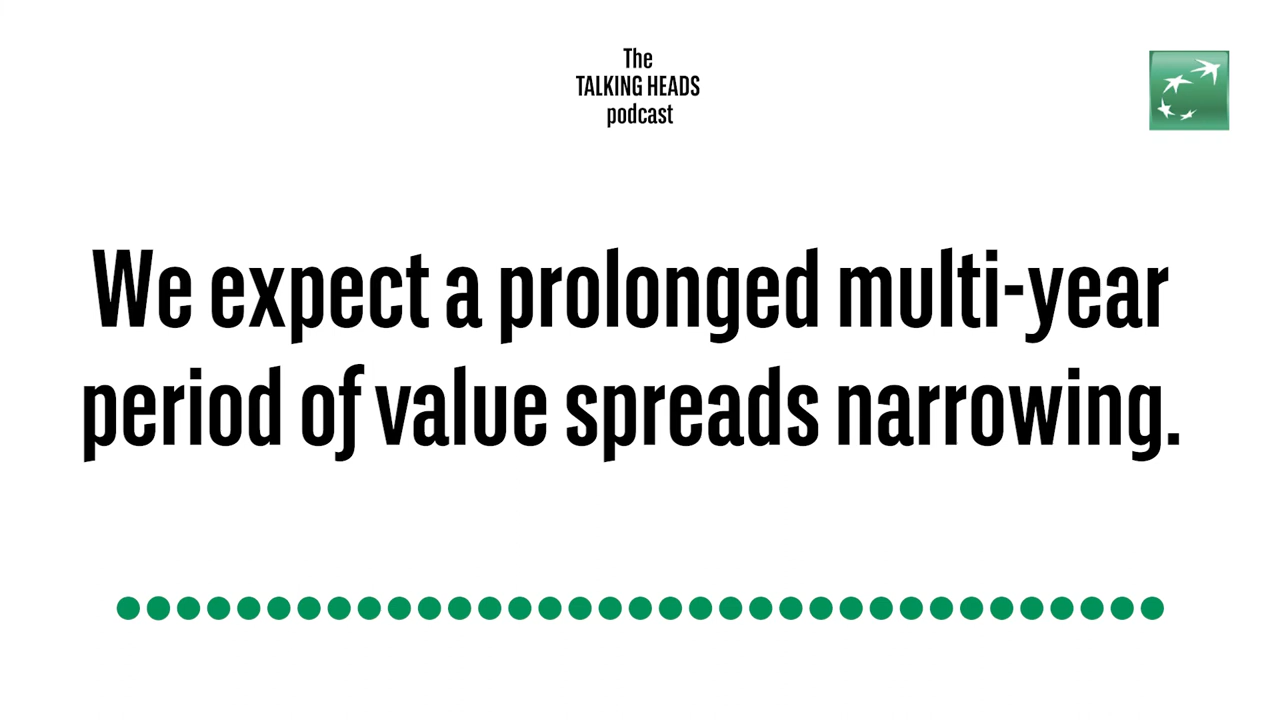 The
TALKING HEADS
podcast
We expect a prolonged multi-year
period of value spreads narrowing.